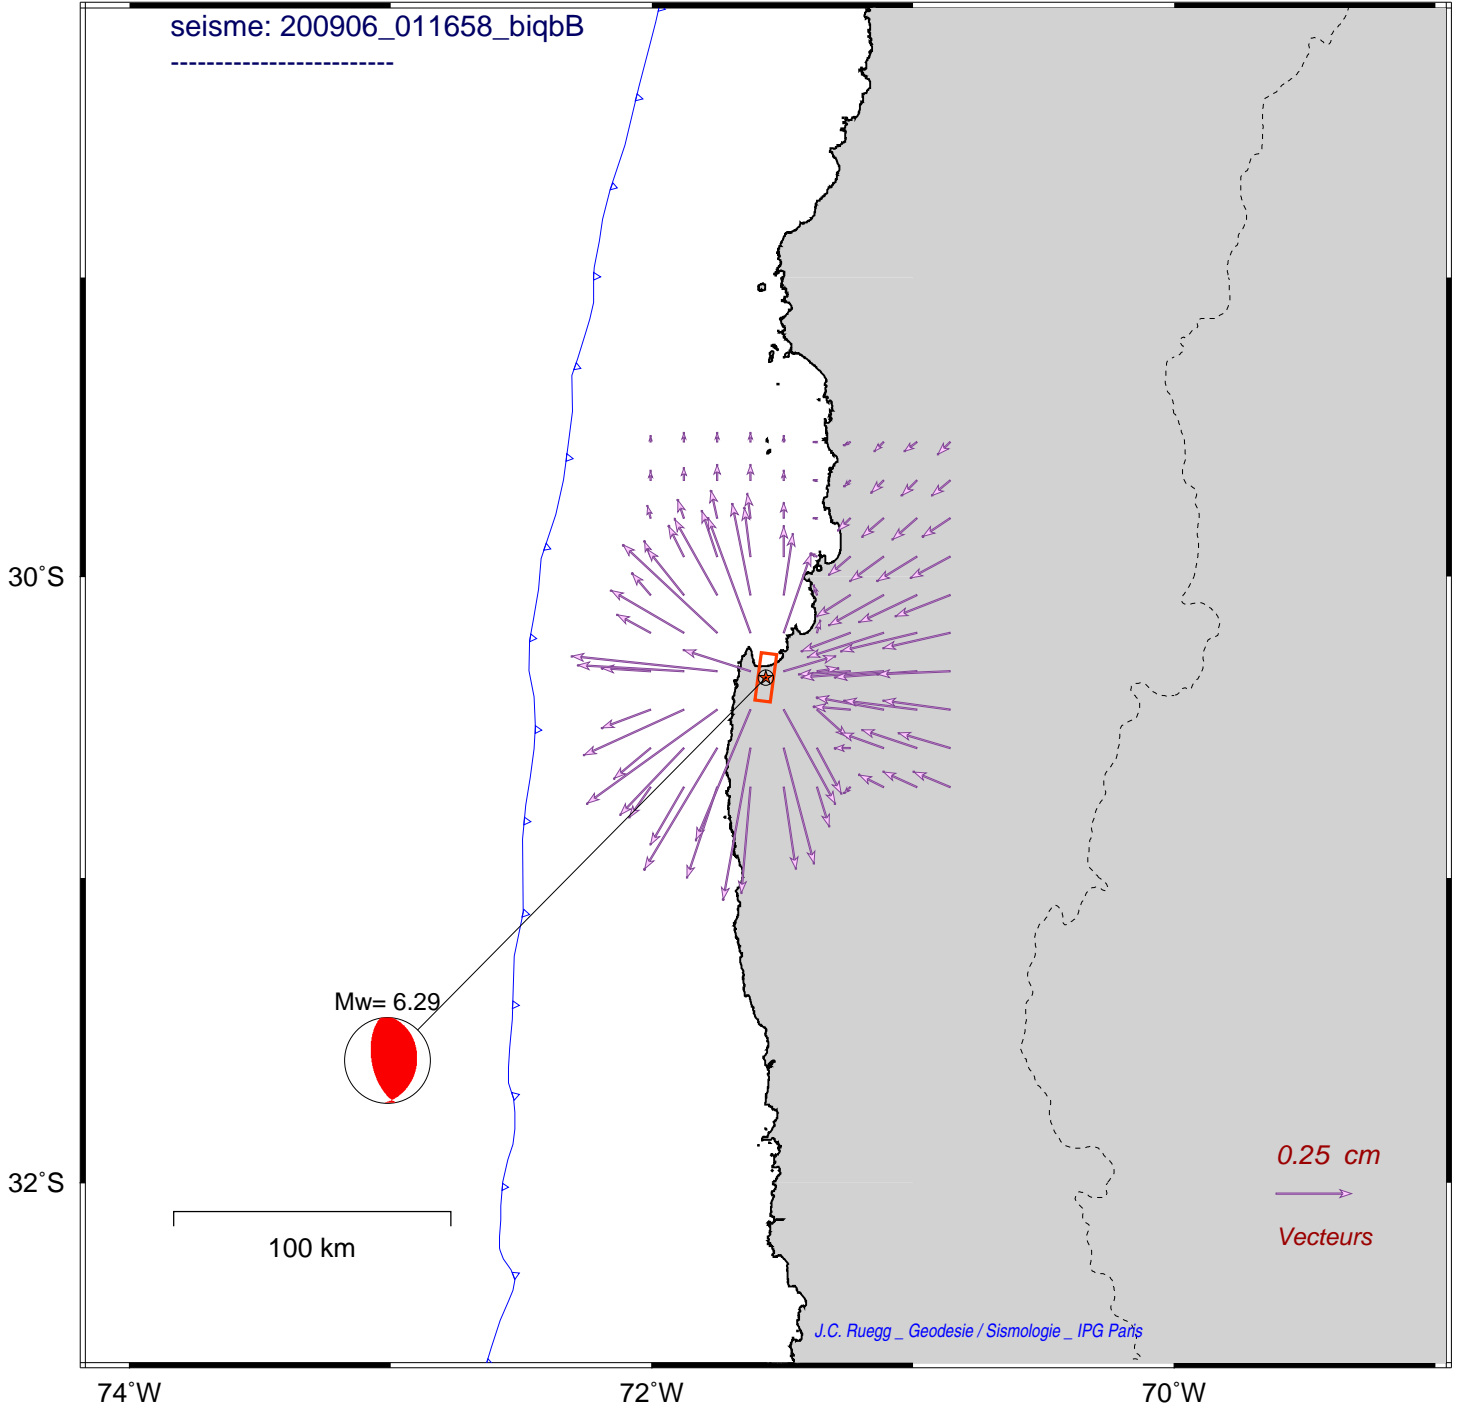 seisme: 200906_011658_biqbB
-------------------------
30°S
Mw= 6.29
32°S
0.25 cm
Vecteurs
100 km
J.C. Ruegg _ Geodesie / Sismologie _ IPG Paris
74°W 72°W 70°W